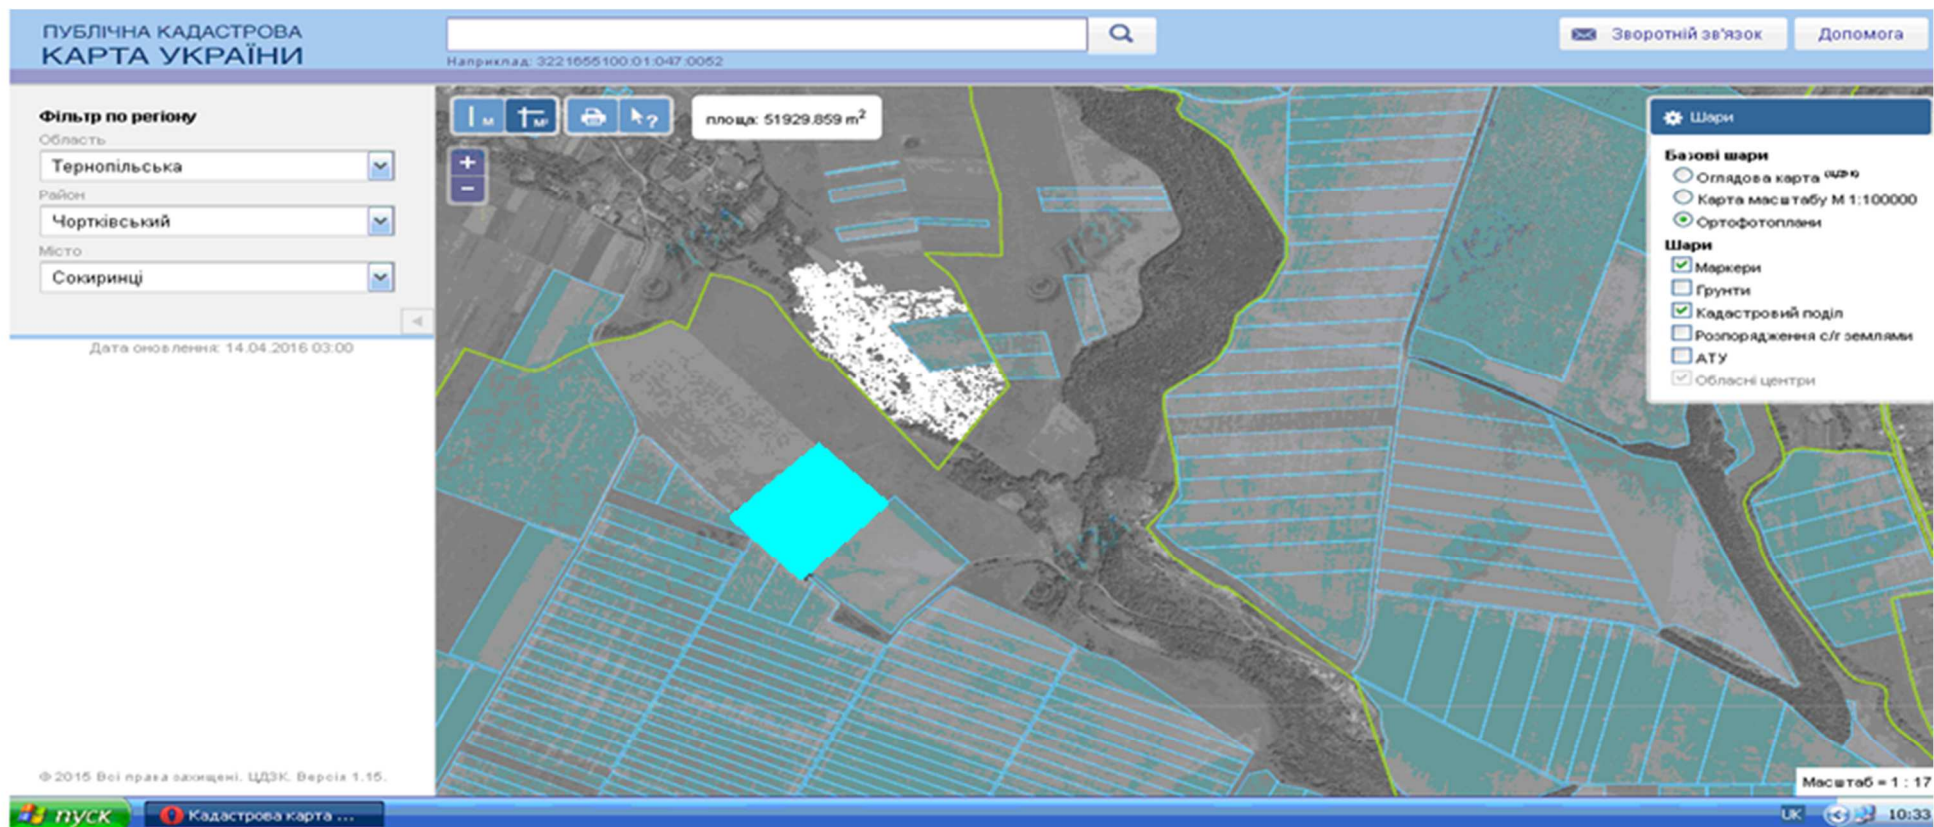 ПУБЛІЧНА КАДАСТРОВА
КАРТА УКРАЇНИ
Наприклад: 3221655100:01:047:0052
Зворотній зв'язок
Допомога
Фільтр по регіону
Область
Тернопільська
Район
Чортківський
Місто
Сокиринці
Дата оновлення: 14.04.2016 03:00
© 2015 Всі права захищені. ЦДЗК. Версія 1.15.
м
м²
?
площа: 51929.859 m²
+
−
Шари
Базові шари
Оглядова карта
Карта масштабу М 1:100000
Ортофотоплани
Шари
Маркери
Грунти
Кадастровий поділ
Розпорядження с/г землями
АТУ
Обласні центри
Масштаб = 1 : 17
пуск
Кадастрова карта ...
UK
10:33